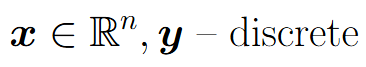 𝒙 ∈ ℝⁿ, 𝒚 – discrete